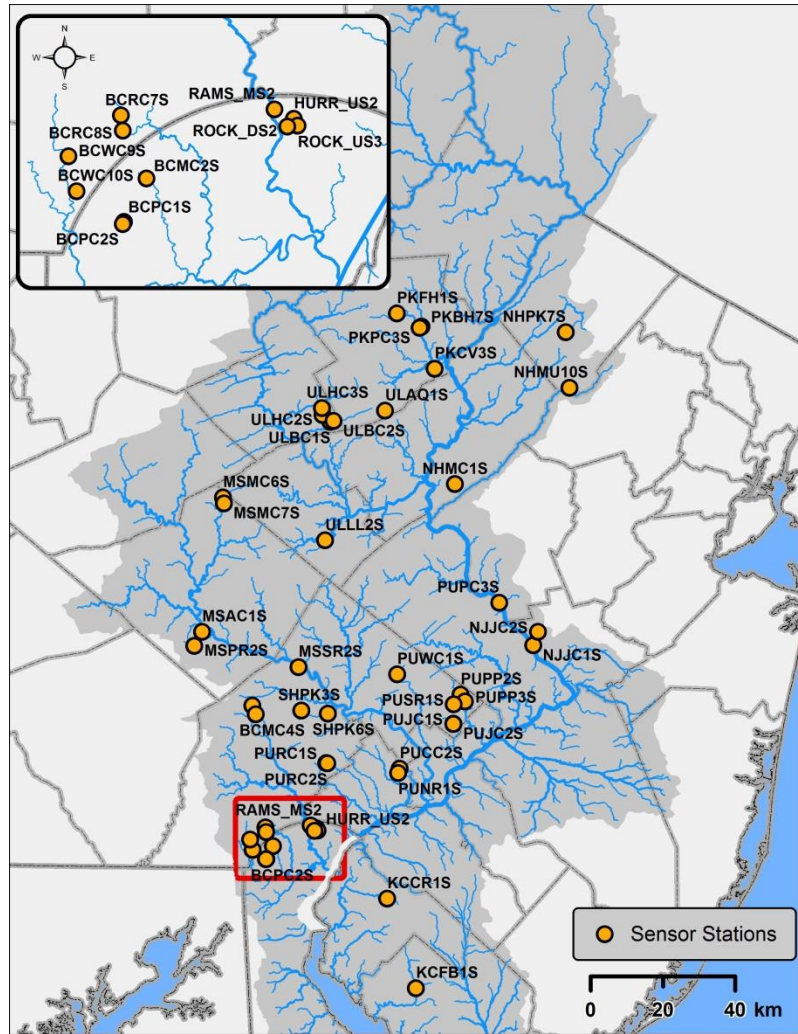 N
W E
S
BCRC7S
RAMS_MS2
HURR_US2
BCRC8S
ROCK_DS2
ROCK_US3
BCWC9S
BCMC2S
BCWC10S
BCPC1S
BCPC2S
PKFH1S
PKBH7S
NHPK7S
PKPC3S
PKCV3S
NHMU10S
ULHC3S
ULAQ1S
ULHC2S
ULBC2S
ULBC1S
NHMC1S
MSMC6S
MSMC7S
ULLL2S
PUPC3S
MSAC1S
NJJC2S
MSPR2S
MSSR2S
PUWC1S
NJJC1S
PUPP2S
SHPK3S
PUSR1S
PUPP3S
PUJC1S
BCMC4S
SHPK6S
PUJC2S
PURC1S
PUCC2S
PURC2S
PUNR1S
RAMS_MS2
HURR_US2
BCPC2S
KCCR1S
Sensor Stations
KCFB1S
0 20 40 km